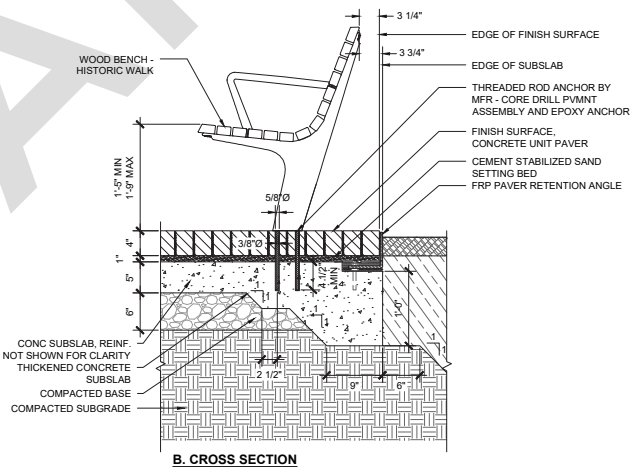 3 1/4"
EDGE OF FINISH SURFACE
3 3/4"
EDGE OF SUBSLAB
WOOD BENCH -
HISTORIC WALK
THREADED ROD ANCHOR BY
MFR - CORE DRILL PVMNT
ASSEMBLY AND EPOXY ANCHOR
FINISH SURFACE,
CONCRETE UNIT PAVER
CEMENT STABILIZED SAND
SETTING BED
FRP PAVER RETENTION ANGLE
1'-5" MIN
1'-9" MAX
5/8"Ø
3/8"Ø
4"
1"
5"
6"
4 1/2"
MIN
1'-0"
1
1
1
1
1
1
2 1/2"
9"
6"
CONC SUBSLAB, REINF.
NOT SHOWN FOR CLARITY
THICKENED CONCRETE
SUBSLAB
COMPACTED BASE
COMPACTED SUBGRADE
B. CROSS SECTION